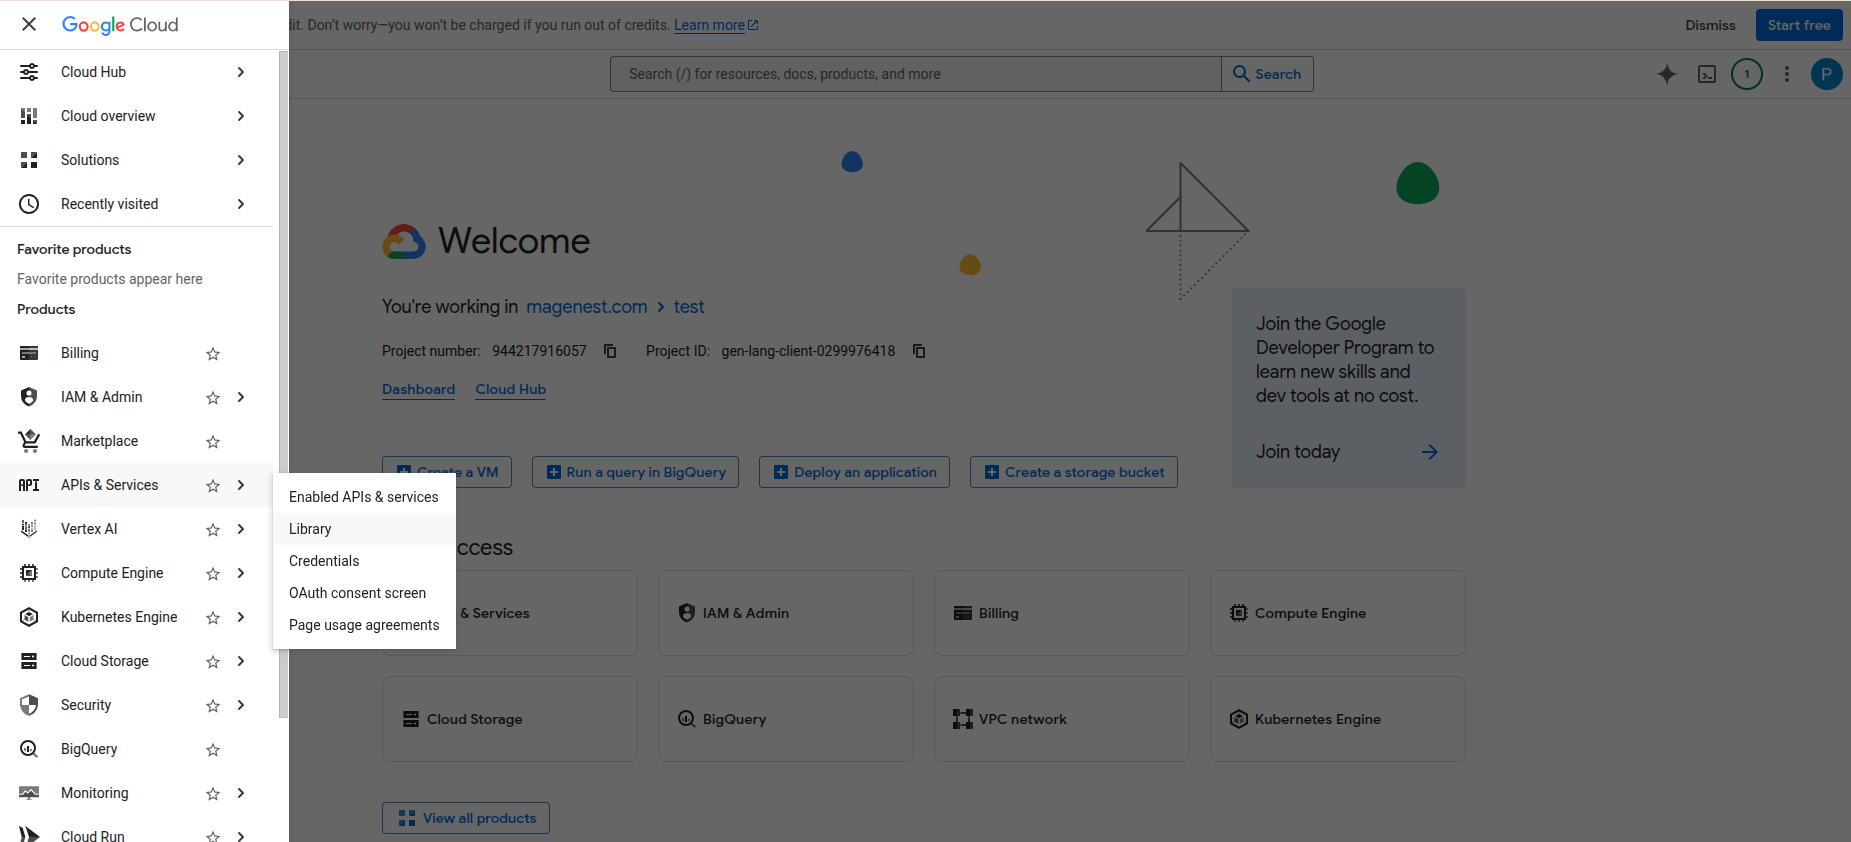 Google Cloud
dit. Don't worry—you won't be charged if you run out of credits. Learn more
Dismiss
Start free
Search (/) for resources, docs, products, and more
Search
1
P
Cloud Hub
Cloud overview
Solutions
Recently visited
Favorite products
Favorite products appear here
Products
Billing
IAM & Admin
Marketplace
API
APIs & Services
Vertex AI
Compute Engine
Kubernetes Engine
Cloud Storage
Security
BigQuery
Monitoring
Cloud Run
Enabled APIs & services
Library
Credentials
OAuth consent screen
Page usage agreements
Welcome
You're working in magenest.com > test
Project number: 944217916057 Project ID: gen-lang-client-0299976418
Dashboard Cloud Hub
Create a VM
Run a query in BigQuery
Deploy an application
Create a storage bucket
Join the Google
Developer Program to
learn new skills and
dev tools at no cost.
Join today
ccess
& Services
IAM & Admin
Billing
Compute Engine
Cloud Storage
BigQuery
VPC network
Kubernetes Engine
View all products